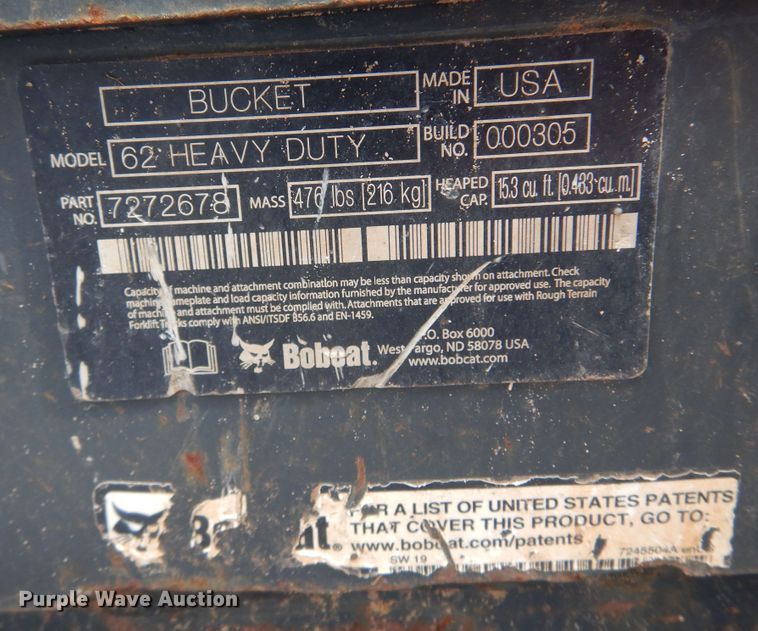 BUCKET
MADE IN USA
MODEL 62 HEAVY DUTY
BUILD NO. 000305
PART NO. 7272678
MASS 476 lbs [216 kg]
HEAPED CAP. 15.3 cu. ft. [0.433 cu. m]
Capacity of machine and attachment combination may be less than capacity shown on attachment. Check
machine nameplate and load capacity information furnished by the manufacturer for approved use. The capacity
of machine and attachment must be complied with. Attachments that are approved for use with Rough Terrain
Forklift Trucks comply with ANSI/ITSDF B56.6 and EN-1459.
Bobcat.
P.O. Box 6000
West Fargo, ND 58078 USA
www.bobcat.com
B
at.
FOR A LIST OF UNITED STATES PATENTS
THAT COVER THIS PRODUCT, GO TO:
www.bobcat.com/patents
SW 19
7245504A
Purple Wave Auction